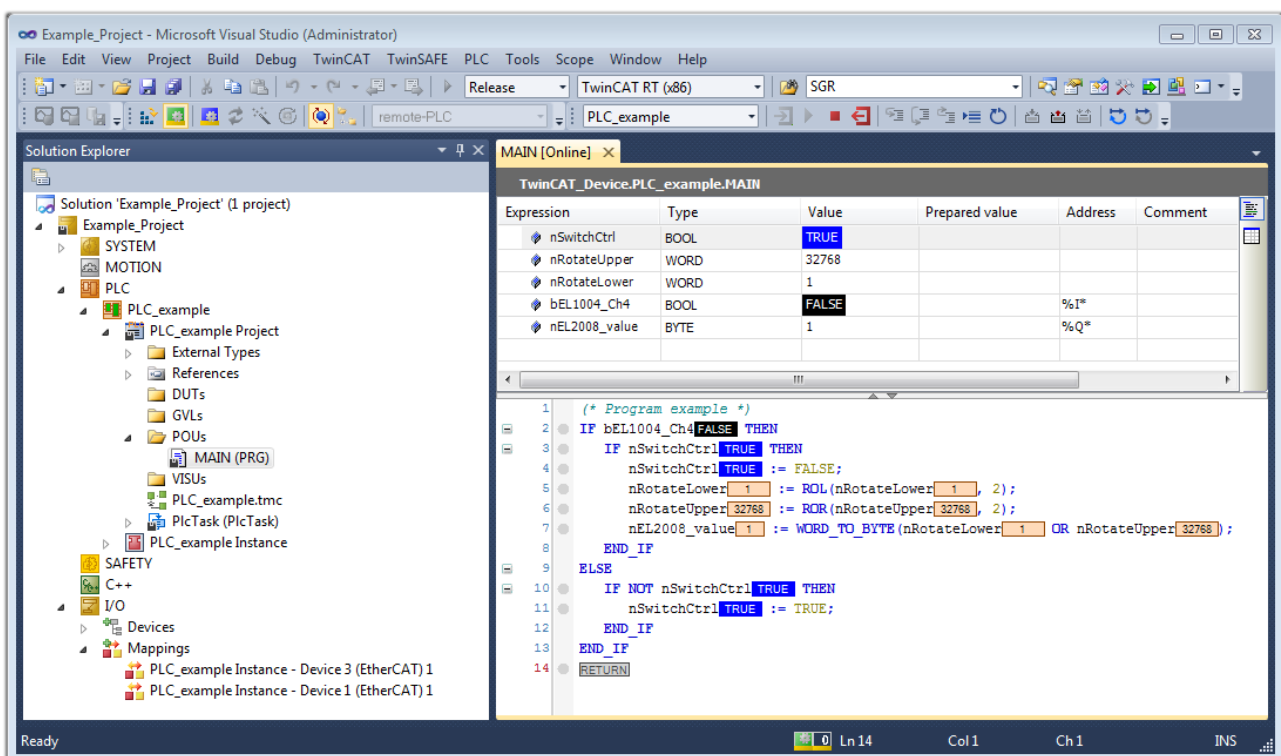 Example_Project - Microsoft Visual Studio (Administrator)
File Edit View Project Build Debug TwinCAT TwinSAFE PLC Tools Scope Window Help
Release TwinCAT RT (x86) SGR
remote-PLC PLC_example
Solution Explorer
Solution 'Example_Project' (1 project)
Example_Project
SYSTEM
MOTION
PLC
PLC_example
PLC_example Project
External Types
References
DUTs
GVLs
POUs
MAIN (PRG)
VISUs
PLC_example.tmc
PlcTask (PlcTask)
PLC_example Instance
SAFETY
C++
I/O
Devices
Mappings
PLC_example Instance - Device 3 (EtherCAT) 1
PLC_example Instance - Device 1 (EtherCAT) 1
MAIN [Online]
TwinCAT_Device.PLC_example.MAIN
Expression Type Value Prepared value Address Comment
nSwitchCtrl BOOL TRUE
nRotateUpper WORD 32768
nRotateLower WORD 1
bEL1004_Ch4 BOOL FALSE %I*
nEL2008_value BYTE 1 %Q*
1 (* Program example *)
2 IF bEL1004_Ch4 FALSE THEN
3 IF nSwitchCtrl TRUE THEN
4 nSwitchCtrl TRUE := FALSE;
5 nRotateLower 1 := ROL(nRotateLower 1 , 2);
6 nRotateUpper 32768 := ROR(nRotateUpper 32768 , 2);
7 nEL2008_value 1 := WORD_TO_BYTE(nRotateLower 1 OR nRotateUpper 32768 );
8 END_IF
9 ELSE
10 IF NOT nSwitchCtrl TRUE THEN
11 nSwitchCtrl TRUE := TRUE;
12 END_IF
13 END_IF
14 RETURN
Ready 0 Ln 14 Col 1 Ch 1 INS